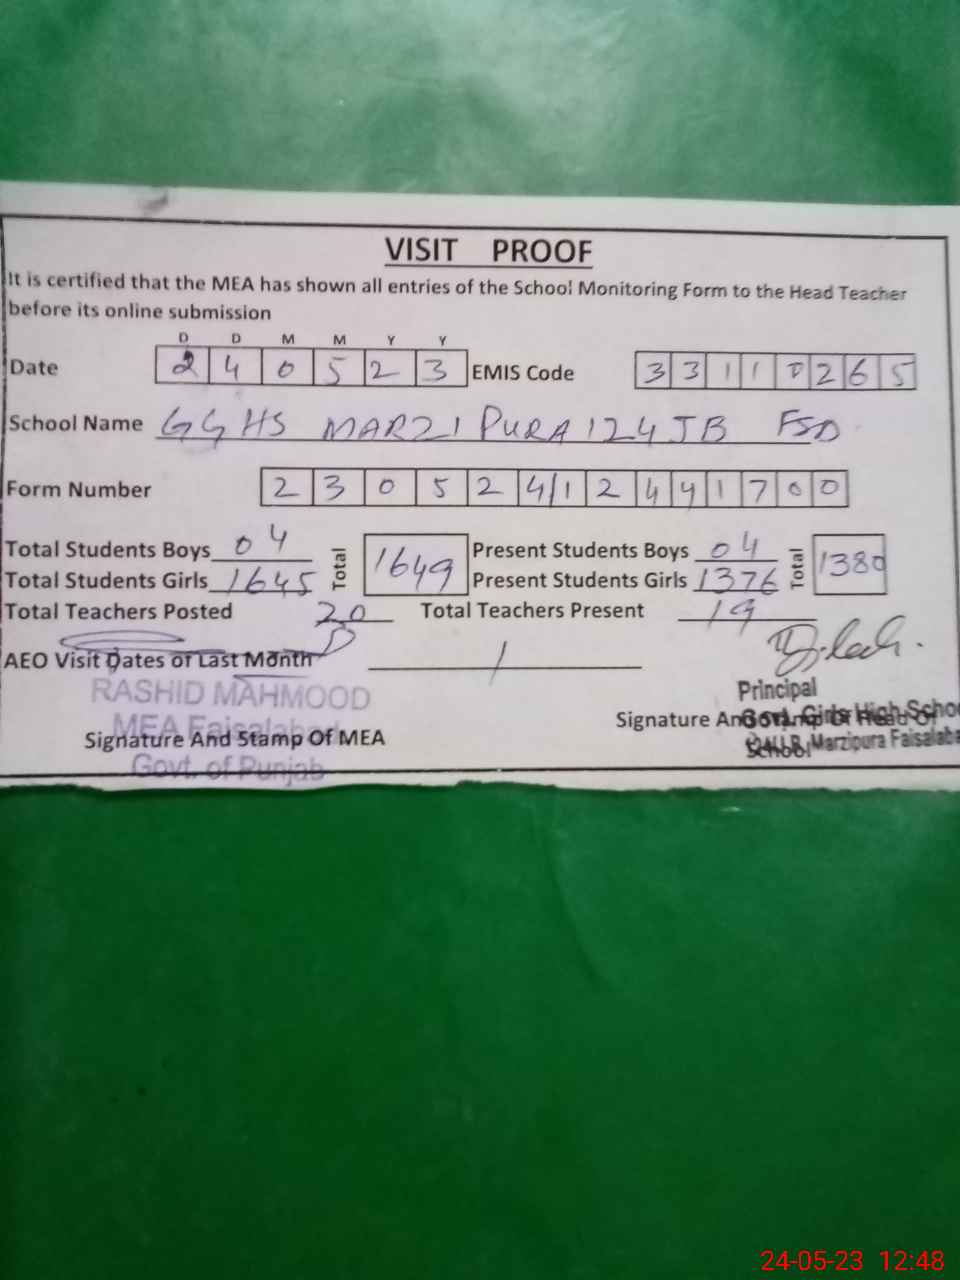 VISIT PROOF
It is certified that the MEA has shown all entries of the School Monitoring Form to the Head Teacher
before its online submission
D D M M Y Y
Date 2 4 0 5 2 3 EMIS Code 3 3 1 1 0 2 6 5
School Name GGHS MARZI PURA 124 JB FSD
Form Number 2 3 0 5 2 4/1 2 4 4 1 7 0 0
Total Students Boys 04 Total 1649 Present Students Boys 04 Total 1380
Total Students Girls 1645 Present Students Girls 1376
Total Teachers Posted 20 Total Teachers Present 19
AEO Visit Dates of Last Month /
RASHID MAHMOOD
MEA Faisalabad
Govt. of Punjab
Signature And Stamp Of MEA
Principal
Govt. Girls High Schoo
Marzipura Faisalaba
Signature And Stamp Of Head Of
School
24-05-23 12:48